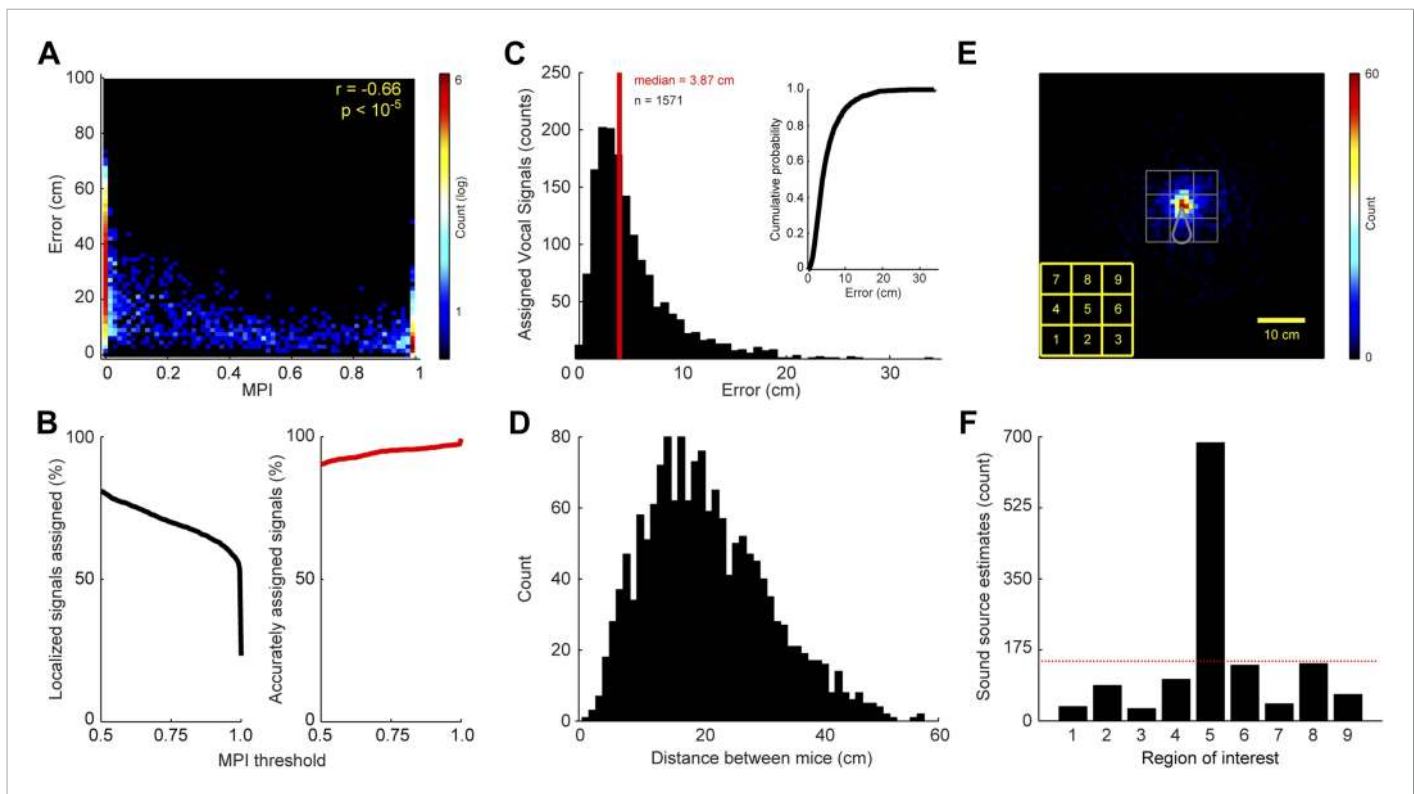 A
100
80
60
40
20
0
Error (cm)
0
0.2
0.4
0.6
0.8
1
MPI
r = -0.66
p < 10-5
6
1
Count (log)
C
250
200
150
100
50
0
Assigned Vocal Signals (counts)
0
10
20
30
Error (cm)
median = 3.87 cm
n = 1571
1.0
0.8
0.6
0.4
0.2
0
Cumulative probability
0
10
20
30
Error (cm)
E
7 8 9
4 5 6
1 2 3
10 cm
60
0
Count
B
100
50
0
Localized signals assigned (%)
0.5
0.75
1.0
100
50
0
Accurately assigned signals (%)
0.5
0.75
1.0
MPI threshold
D
80
60
40
20
0
Count
0
20
40
60
Distance between mice (cm)
F
700
525
350
175
0
Sound source estimates (count)
1 2 3 4 5 6 7 8 9
Region of interest